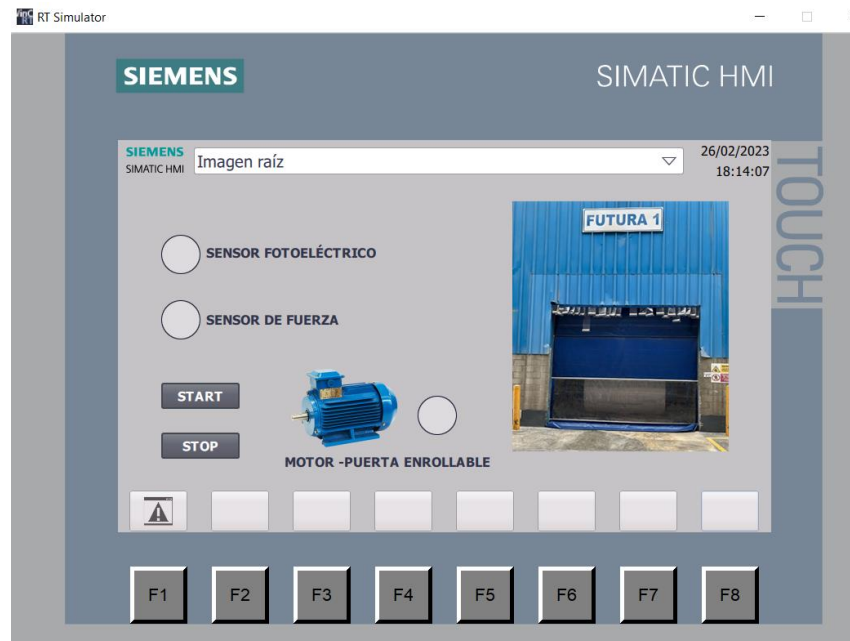 RT Simulator
SIEMENS
SIMATIC HMI
SIEMENS
SIMATIC HMI
Imagen raíz
26/02/2023
18:14:07
TOUCH
FUTURA 1
SENSOR FOTOELÉCTRICO
SENSOR DE FUERZA
START
STOP
MOTOR -PUERTA ENROLLABLE
F1 F2 F3 F4 F5 F6 F7 F8